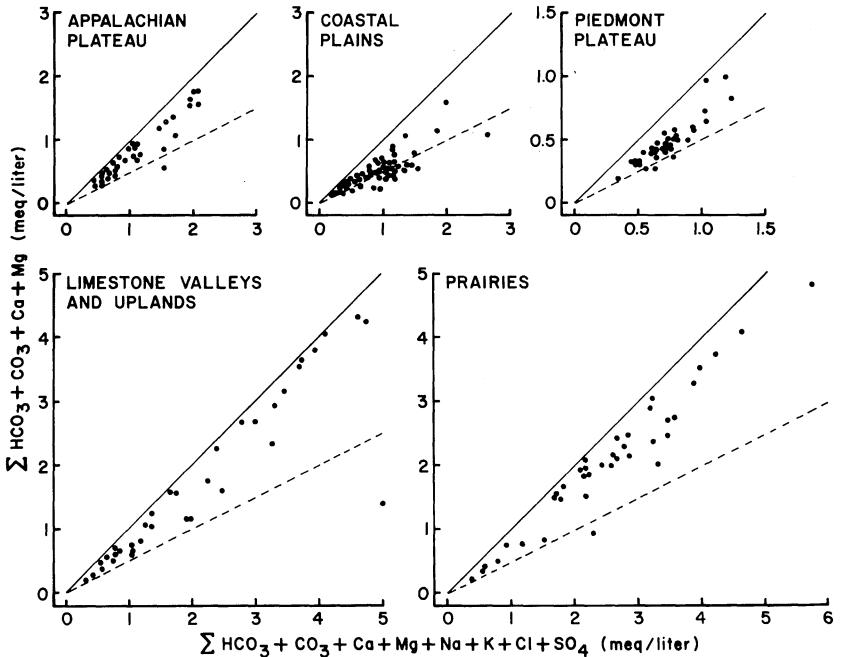 APPALACHIAN
PLATEAU
3
2
1
0
0 1 2 3
COASTAL
PLAINS
3
2
1
0
0 1 2 3
PIEDMONT
PLATEAU
1.5
1.0
0.5
0
0 0.5 1.0 1.5
LIMESTONE VALLEYS
AND UPLANDS
5
4
3
2
1
0
0 1 2 3 4 5
PRAIRIES
5
4
3
2
1
0
0 1 2 3 4 5 6
∑ HCO3 + CO3 + Ca + Mg (meq/liter)
∑ HCO3 + CO3 + Ca + Mg + Na + K + Cl + SO4 (meq/liter)